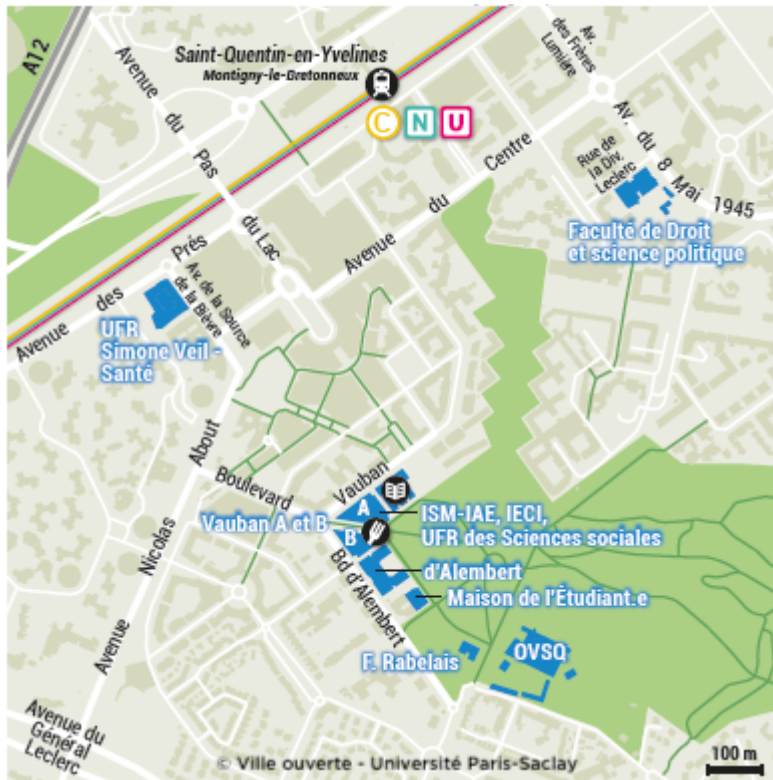 A12
Saint-Quentin-en-Yvelines
Montigny-le-Bretonneux
C N U
Avenue du Pas du Lac
Av.
des Frères
Lumière
Av. du 8 Mai 1945
Rue de
la Div.
Leclerc
Avenue du Centre
Faculté de Droit
et science politique
Avenue des Prés
Av. de la Source
de la Bièvre
UFR
Simone Veil -
Santé
Avenue Nicolas About
Boulevard Vauban
Vauban A et B
A
B
ISM-IAE, IECI,
UFR des Sciences sociales
d'Alembert
Maison de l'Étudiant.e
Bd d'Alembert
F. Rabelais
OVSQ
Avenue du
Général
Leclerc
© Ville ouverte - Université Paris-Saclay
100 m